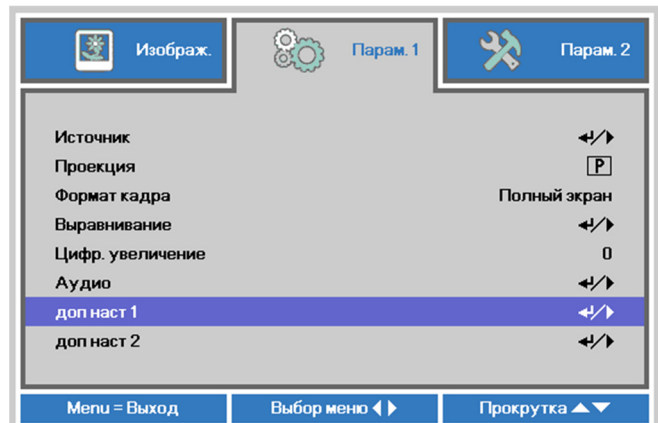 Изображ. Парам. 1 Парам. 2
Источник
Проекция P
Формат кадра Полный экран
Выравнивание
Цифр. увеличение 0
Аудио
доп наст 1
доп наст 2
Menu = Выход Выбор меню Прокрутка